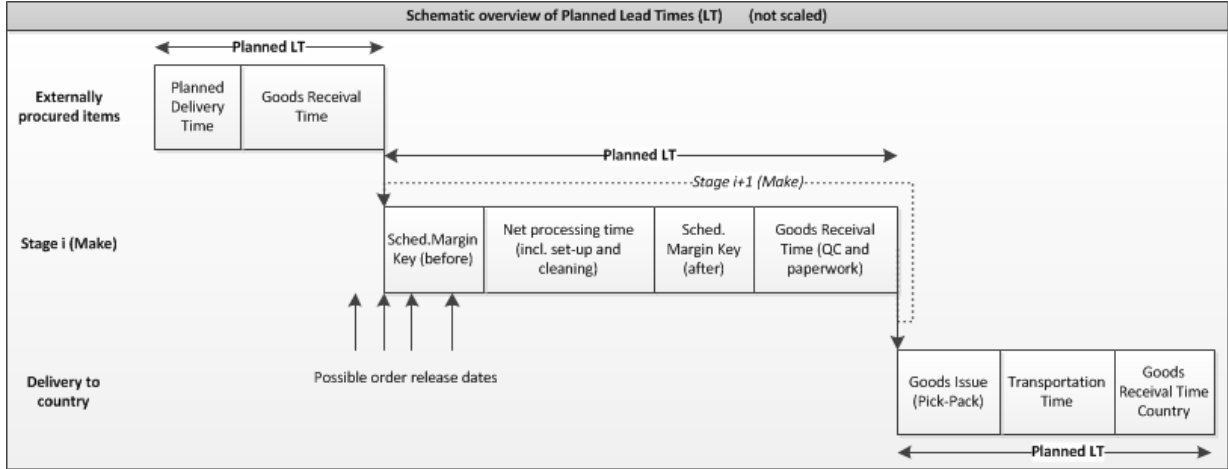 Schematic overview of Planned Lead Times (LT) (not scaled)
Planned LT
Externally
procured items
Planned
Delivery
Time
Goods Receival
Time
Planned LT
Stage i+1 (Make)
Stage i (Make)
Sched.Margin
Key (before)
Net processing time
(incl. set-up and
cleaning)
Sched.
Margin Key
(after)
Goods Receival
Time (QC and
paperwork)
Possible order release dates
Delivery to
country
Goods Issue
(Pick-Pack)
Transportation
Time
Goods
Receival Time
Country
Planned LT